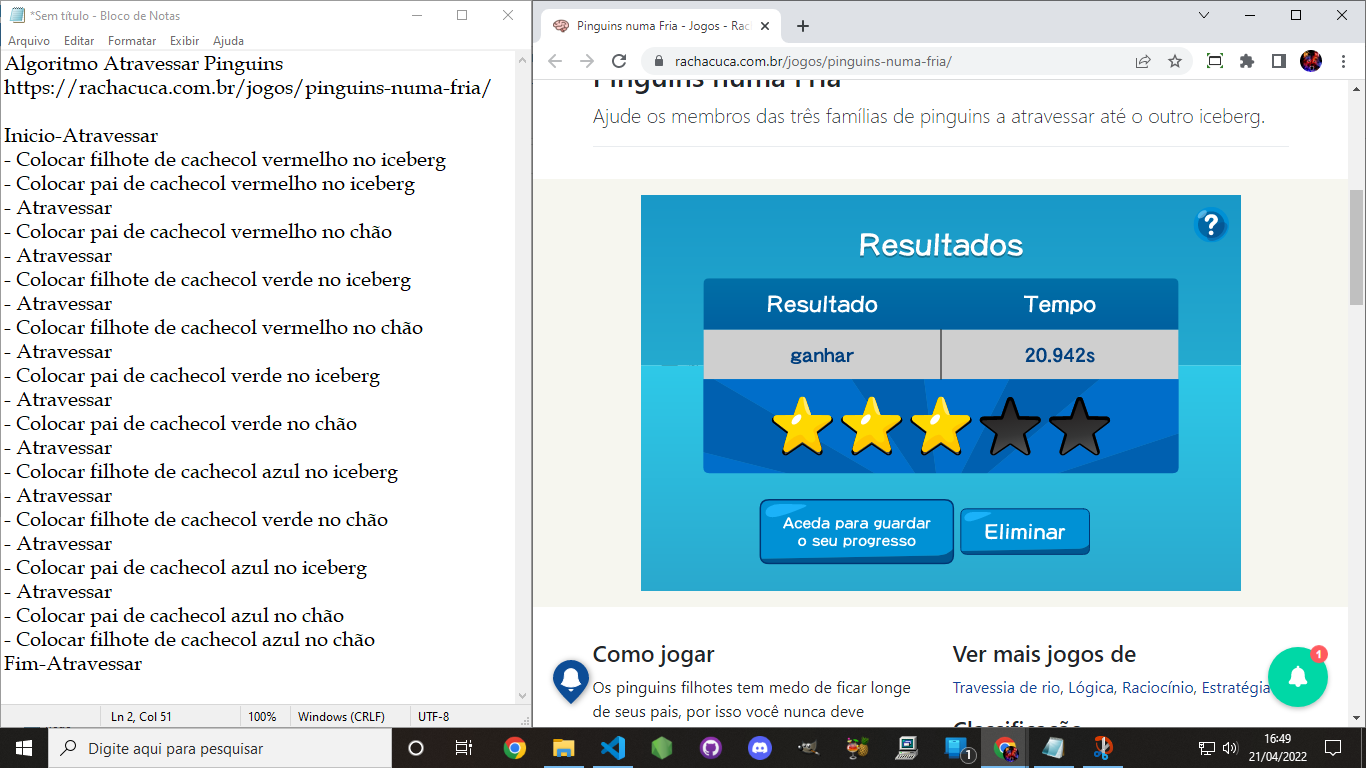 *Sem título - Bloco de Notas
Arquivo Editar Formatar Exibir Ajuda
Algoritmo Atravessar Pinguins
https://rachacuca.com.br/jogos/pinguins-numa-fria/
Inicio-Atravessar
- Colocar filhote de cachecol vermelho no iceberg
- Colocar pai de cachecol vermelho no iceberg
- Atravessar
- Colocar pai de cachecol vermelho no chão
- Atravessar
- Colocar filhote de cachecol verde no iceberg
- Atravessar
- Colocar filhote de cachecol vermelho no chão
- Atravessar
- Colocar pai de cachecol verde no iceberg
- Atravessar
- Colocar pai de cachecol verde no chão
- Atravessar
- Colocar filhote de cachecol azul no iceberg
- Atravessar
- Colocar filhote de cachecol verde no chão
- Atravessar
- Colocar pai de cachecol azul no iceberg
- Atravessar
- Colocar pai de cachecol azul no chão
- Colocar filhote de cachecol azul no chão
Fim-Atravessar
Ln 2, Col 51 100% Windows (CRLF) UTF-8
Pinguins numa Fria - Jogos - Rac
rachacuca.com.br/jogos/pinguins-numa-fria/
Pinguins numa Fria
Ajude os membros das três famílias de pinguins a atravessar até o outro iceberg.
?
Resultados
Resultado Tempo
ganhar 20.942s
Aceda para guardar
o seu progresso
Eliminar
Como jogar
Os pinguins filhotes tem medo de ficar longe
de seus pais, por isso você nunca deve
Ver mais jogos de
Travessia de rio, Lógica, Raciocínio, Estratégia
Classificação
1
Digite aqui para pesquisar
1
16:49
21/04/2022